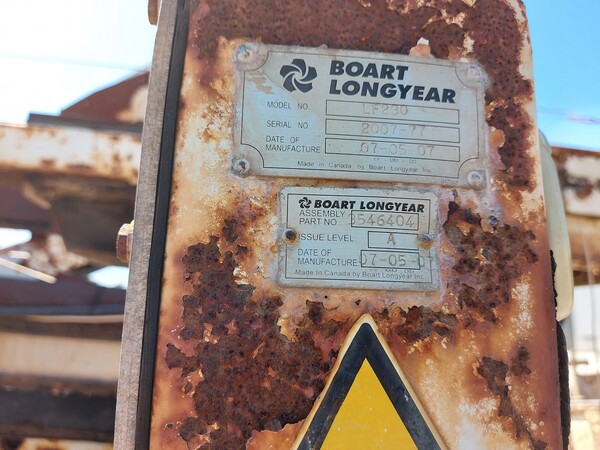 BOART
LONGYEAR
MODEL NO. LF230
SERIAL NO 2007-77
DATE OF
MANUFACTURE 07-05-07
Made in Canada by Boart Longyear Inc.
BOART LONGYEAR
ASSEMBLY
PART NO 3546404
ISSUE LEVEL A
DATE OF
MANUFACTURE 07-05-0
Made in Canada by Boart Longyear Inc.